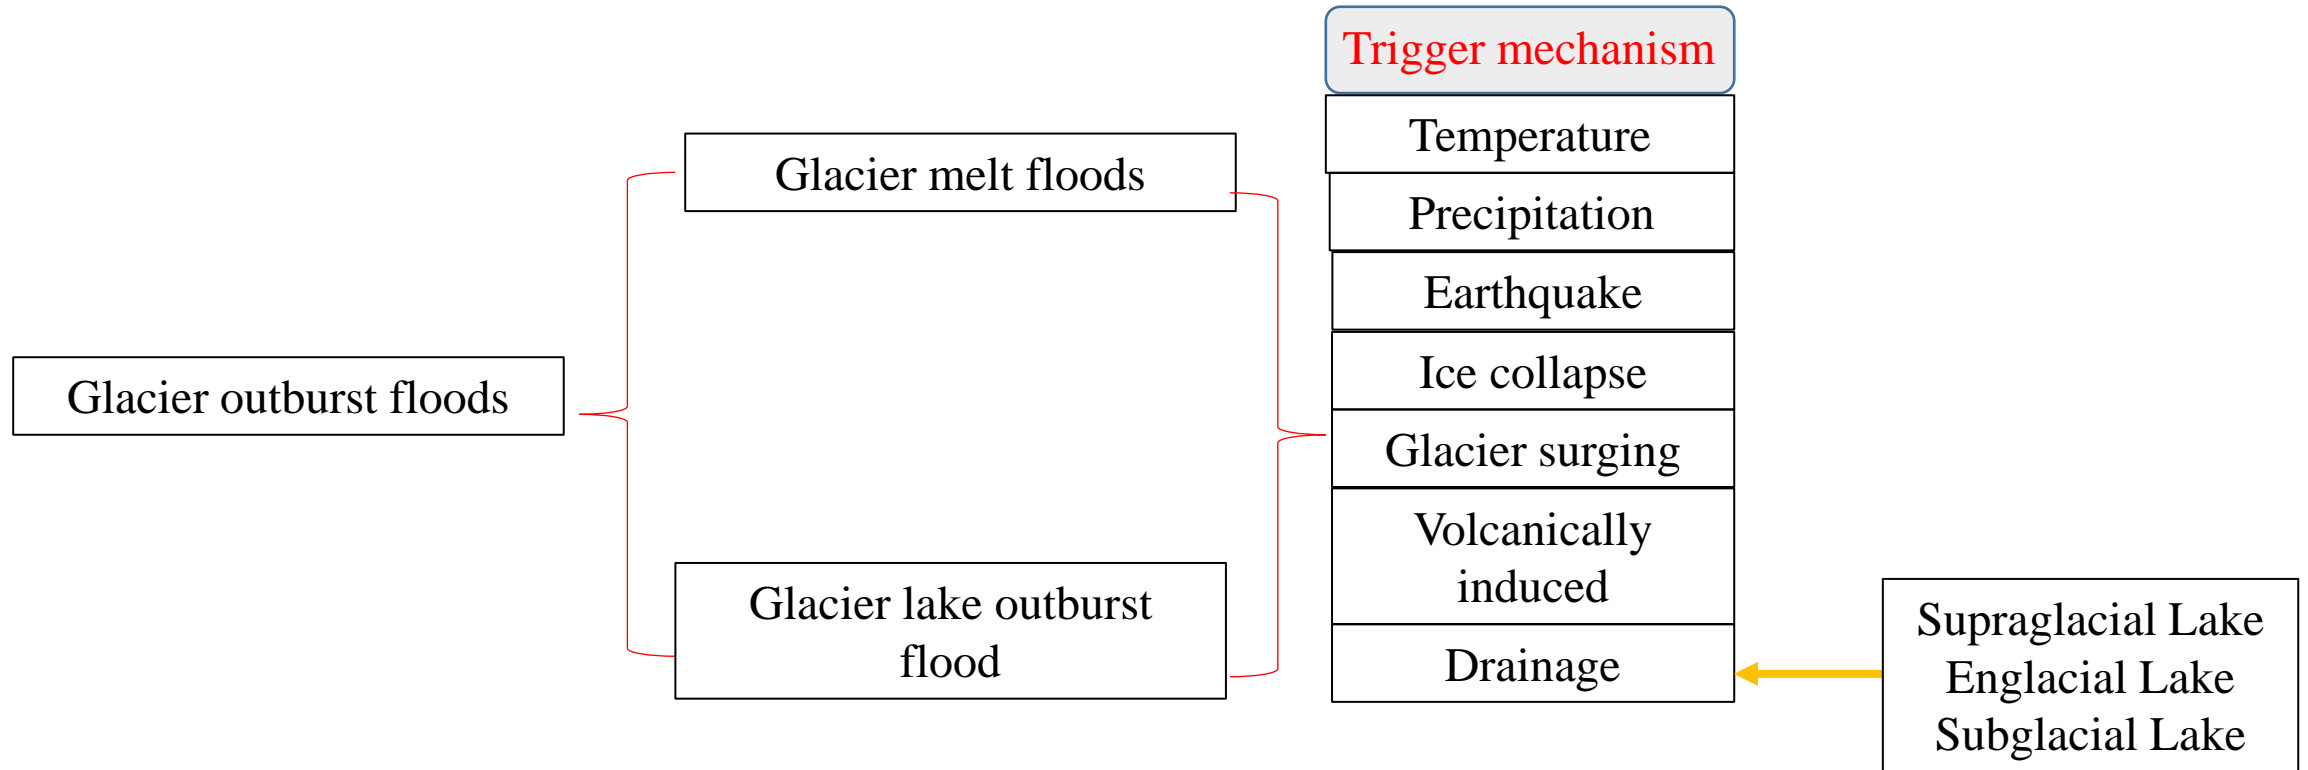 Trigger mechanism
Temperature
Glacier melt floods
Precipitation
Earthquake
Ice collapse
Glacier outburst floods
Glacier surging
Volcanically
induced
Glacier lake outburst
flood
Drainage
Supraglacial Lake
Englacial Lake
Subglacial Lake